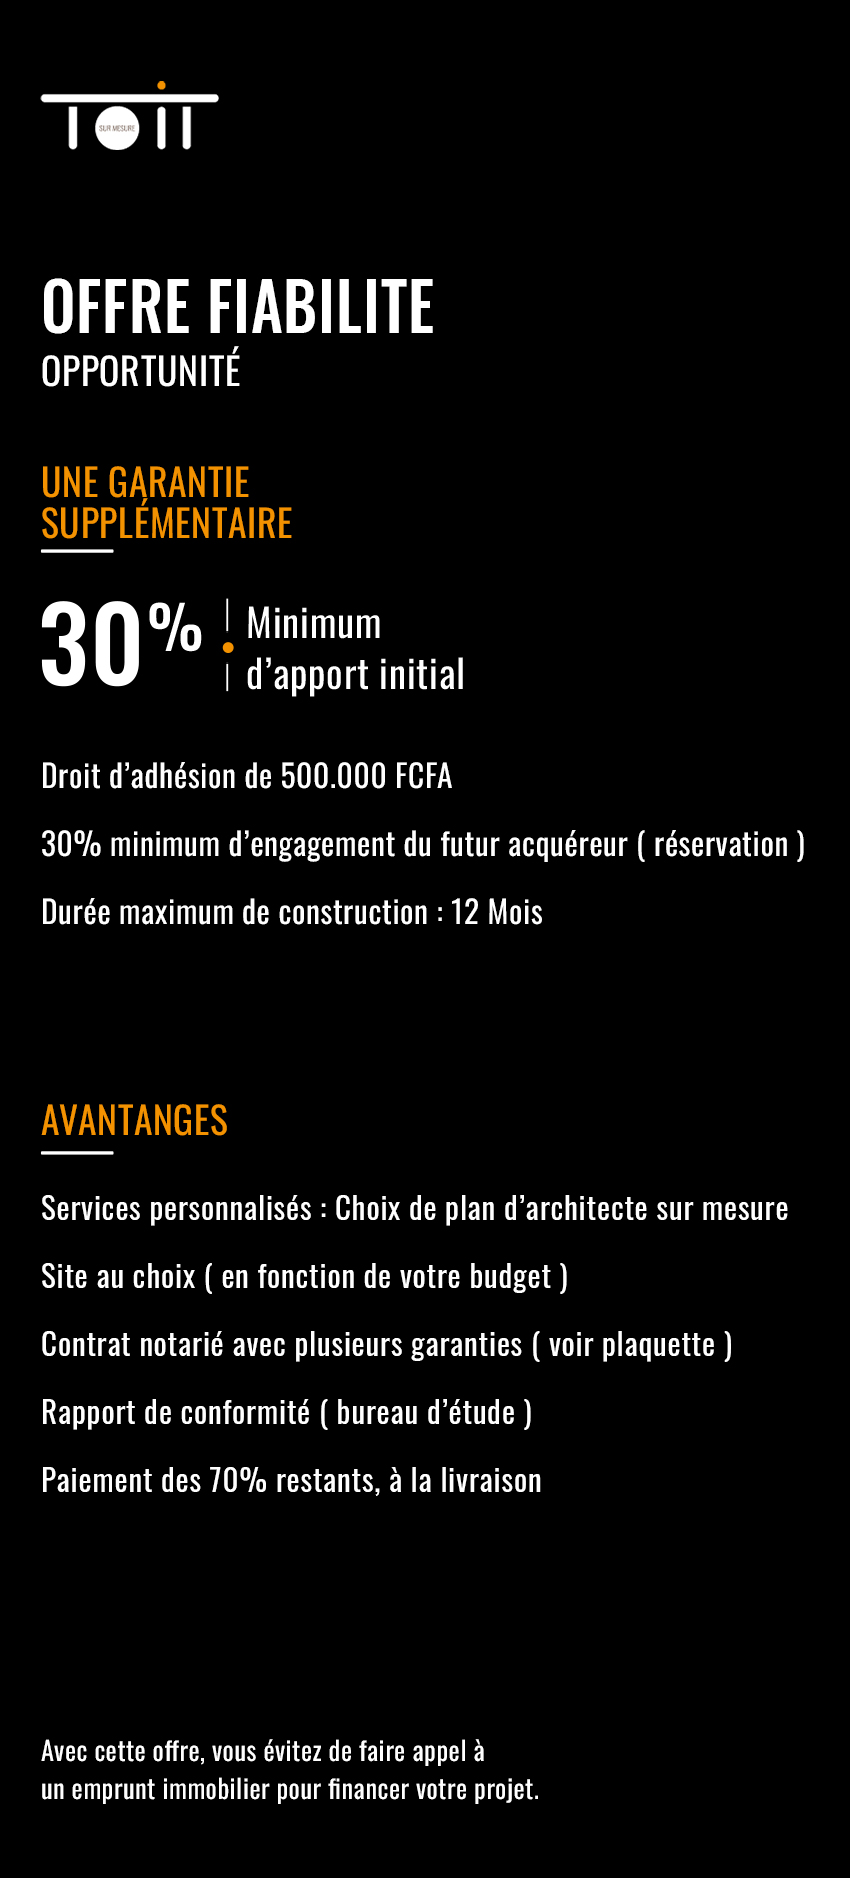 TOIT
SUR MESURE
OFFRE FIABILITE
OPPORTUNITÉ
UNE GARANTIE
SUPPLÉMENTAIRE
30% Minimum
d’apport initial
Droit d’adhésion de 500.000 FCFA
30% minimum d’engagement du futur acquéreur ( réservation )
Durée maximum de construction : 12 Mois
AVANTANGES
Services personnalisés : Choix de plan d’architecte sur mesure
Site au choix ( en fonction de votre budget )
Contrat notarié avec plusieurs garanties ( voir plaquette )
Rapport de conformité ( bureau d’étude )
Paiement des 70% restants, à la livraison
Avec cette offre, vous évitez de faire appel à
un emprunt immobilier pour financer votre projet.